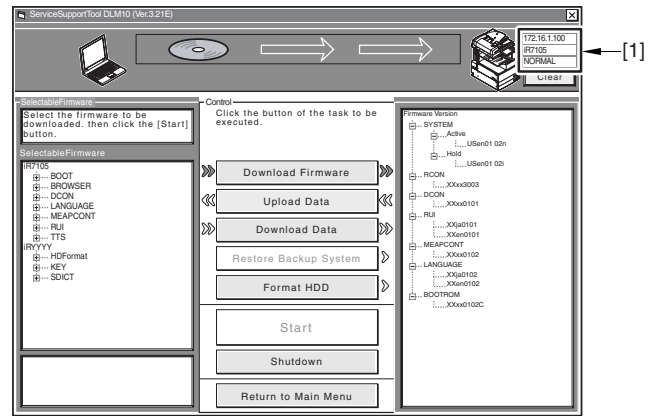 ServiceSupportTool DLM10 (Ver.3.21E)
172.16.1.100
iR7105
NORMAL
Clear
[1]
SelectableFirmware
Select the firmware to be
downloaded. then click the [Start]
button.
SelectableFirmware
iR7105
BOOT
BROWSER
DCON
LANGUAGE
MEAPCONT
RUI
TTS
iRYYYY
HDFormat
KEY
SDICT
Control
Click the button of the task to be
executed.
Download Firmware
Upload Data
Download Data
Restore Backup System
Format HDD
Start
Shutdown
Return to Main Menu
Firmware Version
SYSTEM
Active
USen01 02n
Hold
USen01 02i
RCON
XXxx3003
DCON
XXxx0101
RUI
XXja0101
XXen0101
MEAPCONT
XXxx0102
LANGUAGE
XXja0102
XXen0102
BOOTROM
XXxx0102C